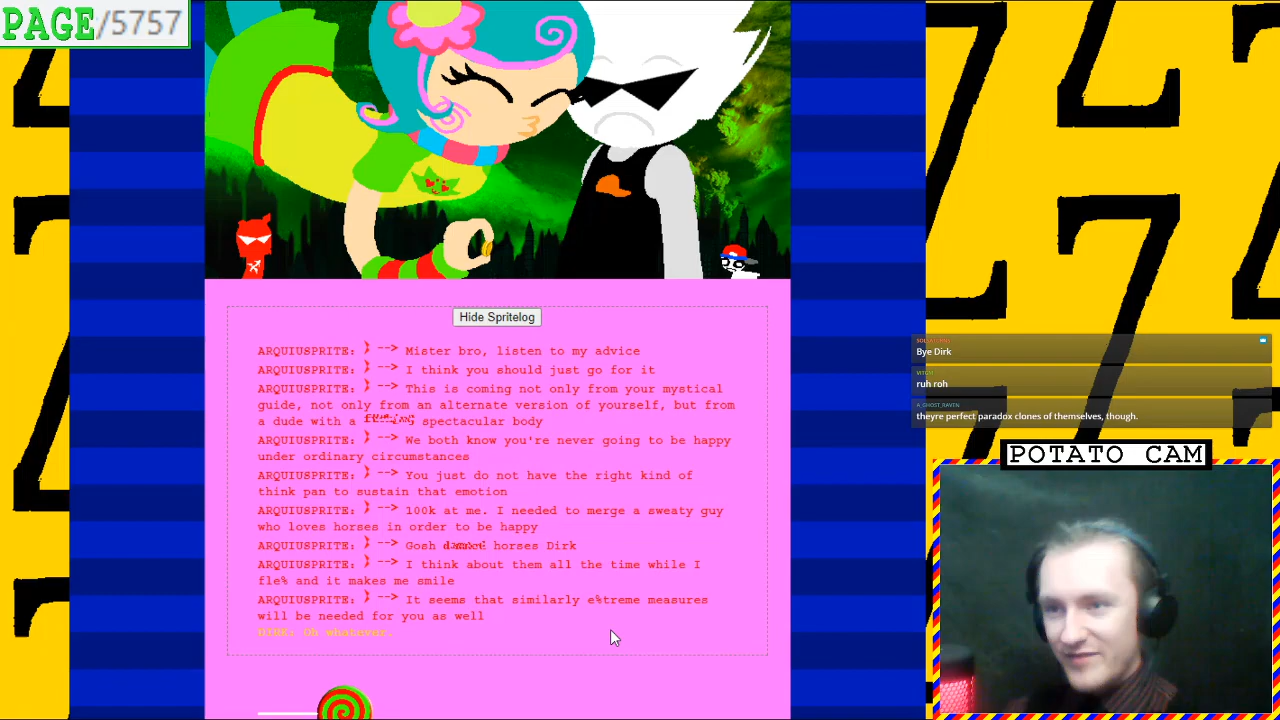 PAGE/5757
Hide Spritelog
ARQUIUSPRITE: --> Mister bro, listen to my advice
ARQUIUSPRITE: --> I think you should just go for it
ARQUIUSPRITE: --> This is coming not only from your mystical
guide, not only from an alternate version of yourself, but from
a dude with a spectacular body
ARQUIUSPRITE: --> We both know you're never going to be happy
under ordinary circumstances
ARQUIUSPRITE: --> You just do not have the right kind of
think pan to sustain that emotion
ARQUIUSPRITE: --> 100k at me. I needed to merge a sweaty guy
who loves horses in order to be happy
ARQUIUSPRITE: --> Gosh horses Dirk
ARQUIUSPRITE: --> I think about them all the time while I
fle% and it makes me smile
ARQUIUSPRITE: --> It seems that similarly e%treme measures
will be needed for you as well
DIRK: Oh whatever.
Bye Dirk
ruh roh
A_GHOST_RAVEN
theyre perfect paradox clones of themselves, though.
POTATO CAM